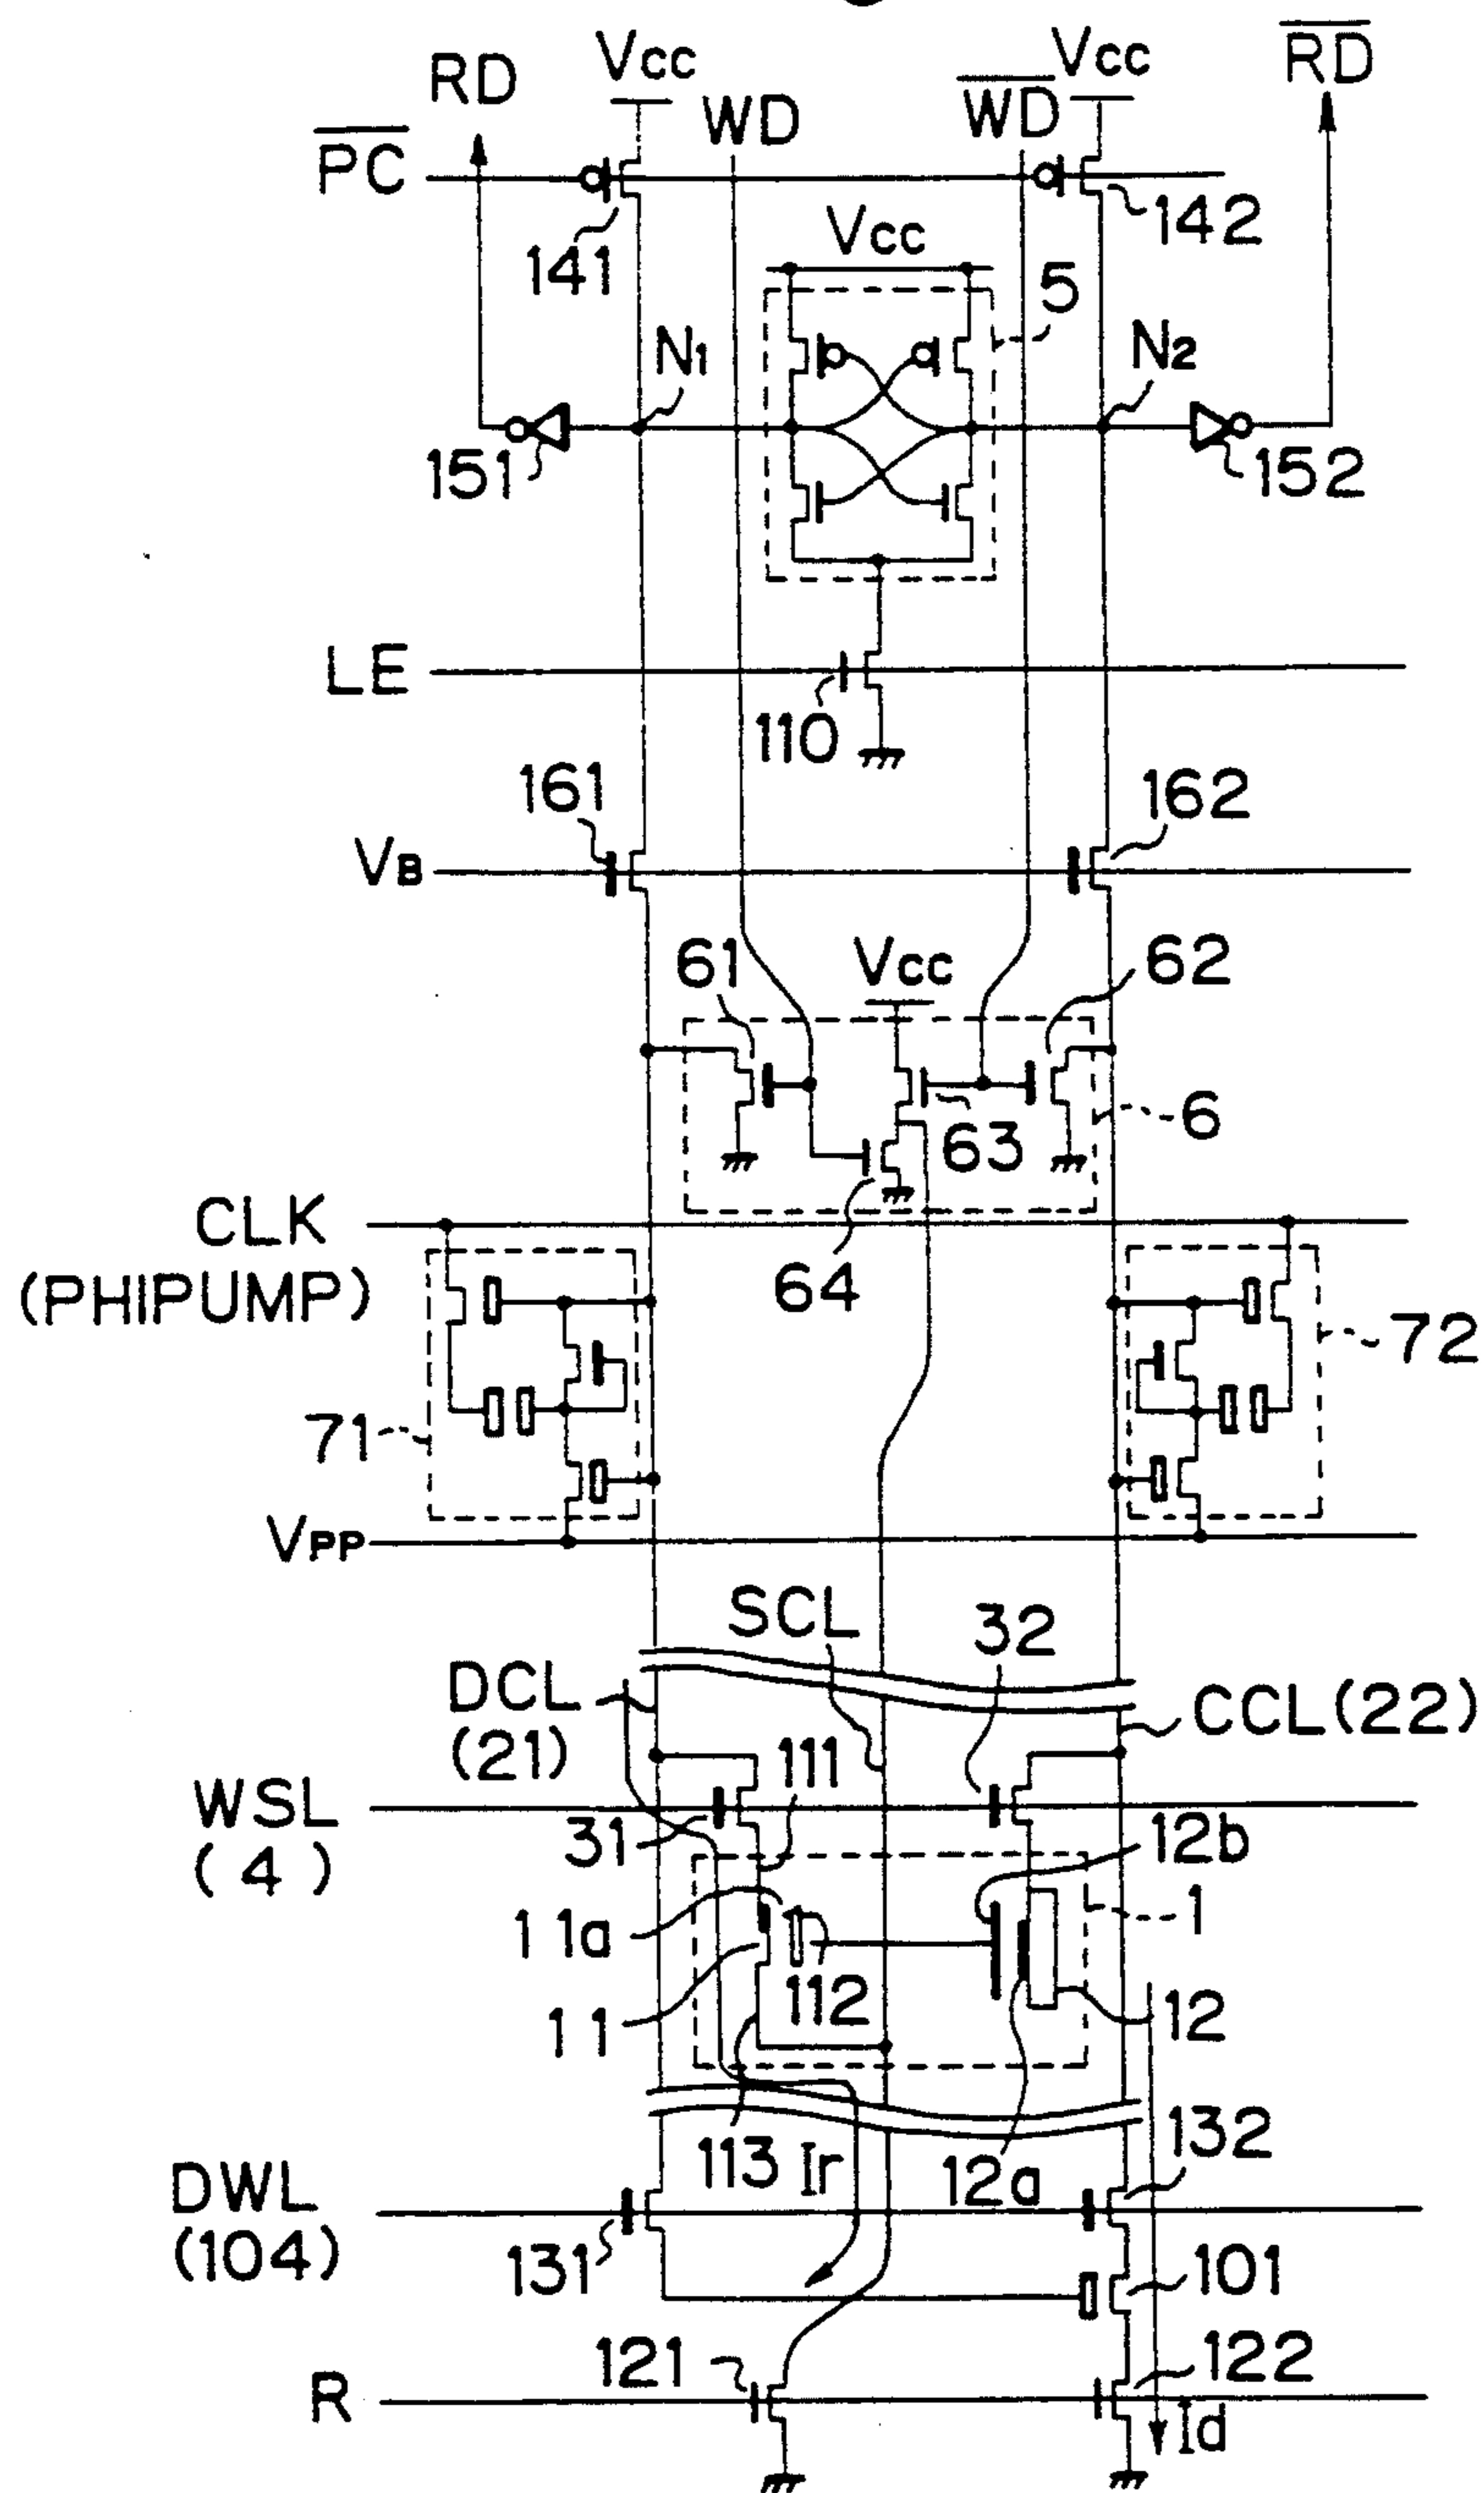 RD
Vcc
WD
WD
Vcc
RD
PC
141
142
Vcc
5
N1
N2
151
152
LE
110
161
162
VB
61
Vcc
62
63
6
CLK
(PHIPUMP)
64
71
72
VPP
SCL
32
DCL
(21)
CCL(22)
111
WSL
(4)
31
12b
11a
1
11
112
12
113
Ir
12a
132
DWL
(104)
131
101
121
122
R
Id